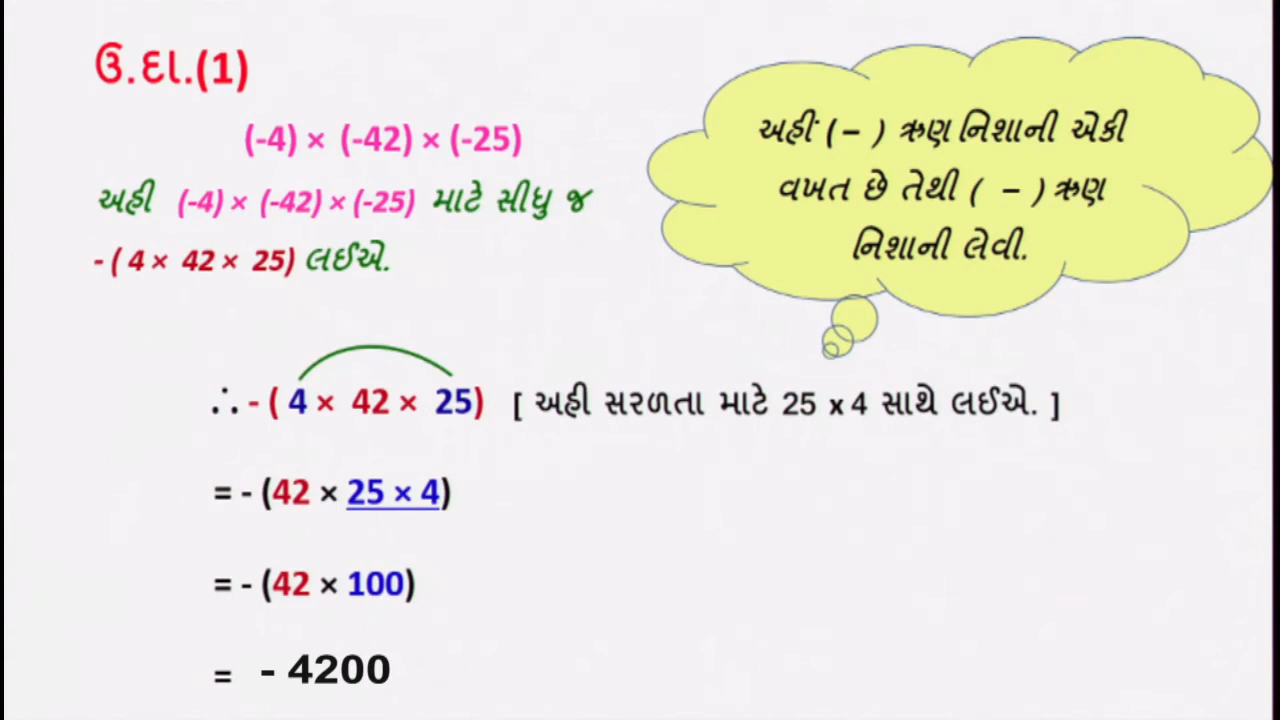 ઉ.દા.(1)
(-4) × (-42) × (-25)
અહી (-4) × (-42) × (-25) માટે સીધુ જ
- ( 4 × 42 × 25) લઈએ.
અહીં (– ) ઋણ નિશાની એકી
વખત છે તેથી ( – ) ઋણ
નિશાની લેવી.
∴ - ( 4 × 42 × 25) [ અહી સરળતા માટે 25 x 4 સાથે લઈએ. ]
= - (42 × 25 × 4)
= - (42 × 100)
= - 4200